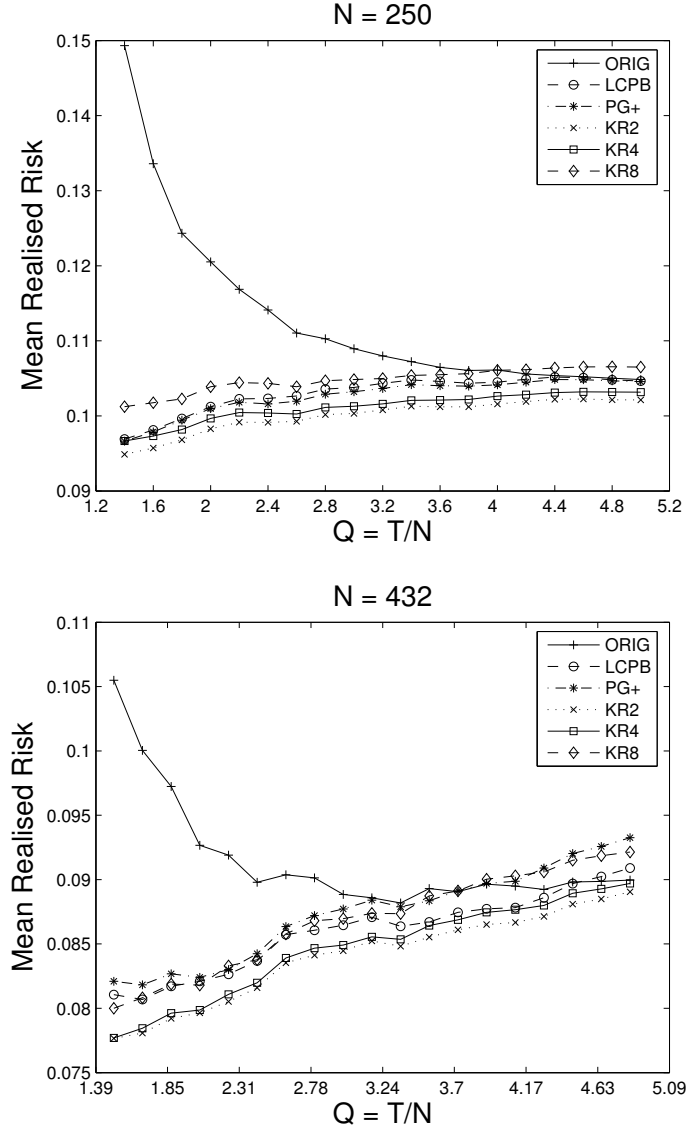 N = 250
0.15
0.14
0.13
0.12
0.11
0.1
0.09
Mean Realised Risk
1.2 1.6 2 2.4 2.8 3.2 3.6 4 4.4 4.8 5.2
Q = T/N
ORIG
LCPB
PG+
KR2
KR4
KR8
N = 432
0.11
0.105
0.1
0.095
0.09
0.085
0.08
0.075
Mean Realised Risk
1.39 1.85 2.31 2.78 3.24 3.7 4.17 4.63 5.09
Q = T/N
ORIG
LCPB
PG+
KR2
KR4
KR8